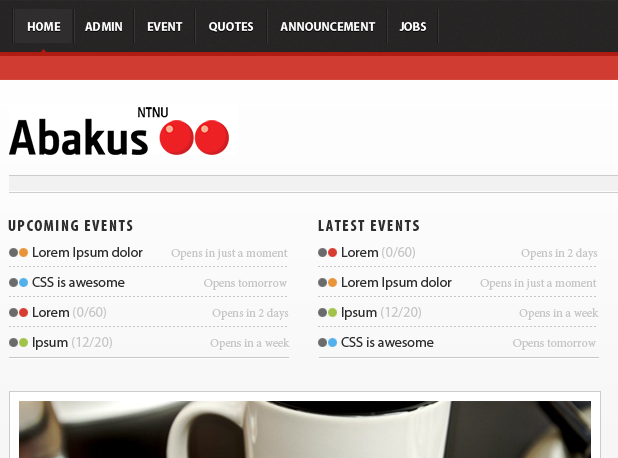 HOME ADMIN EVENT QUOTES ANNOUNCEMENT JOBS
NTNU
Abakus
UPCOMING EVENTS
Lorem Ipsum dolor Opens in just a moment
CSS is awesome Opens tomorrow
Lorem (0/60) Opens in 2 days
Ipsum (12/20) Opens in a week
LATEST EVENTS
Lorem (0/60) Opens in 2 days
Lorem Ipsum dolor Opens in just a moment
Ipsum (12/20) Opens in a week
CSS is awesome Opens tomorrow